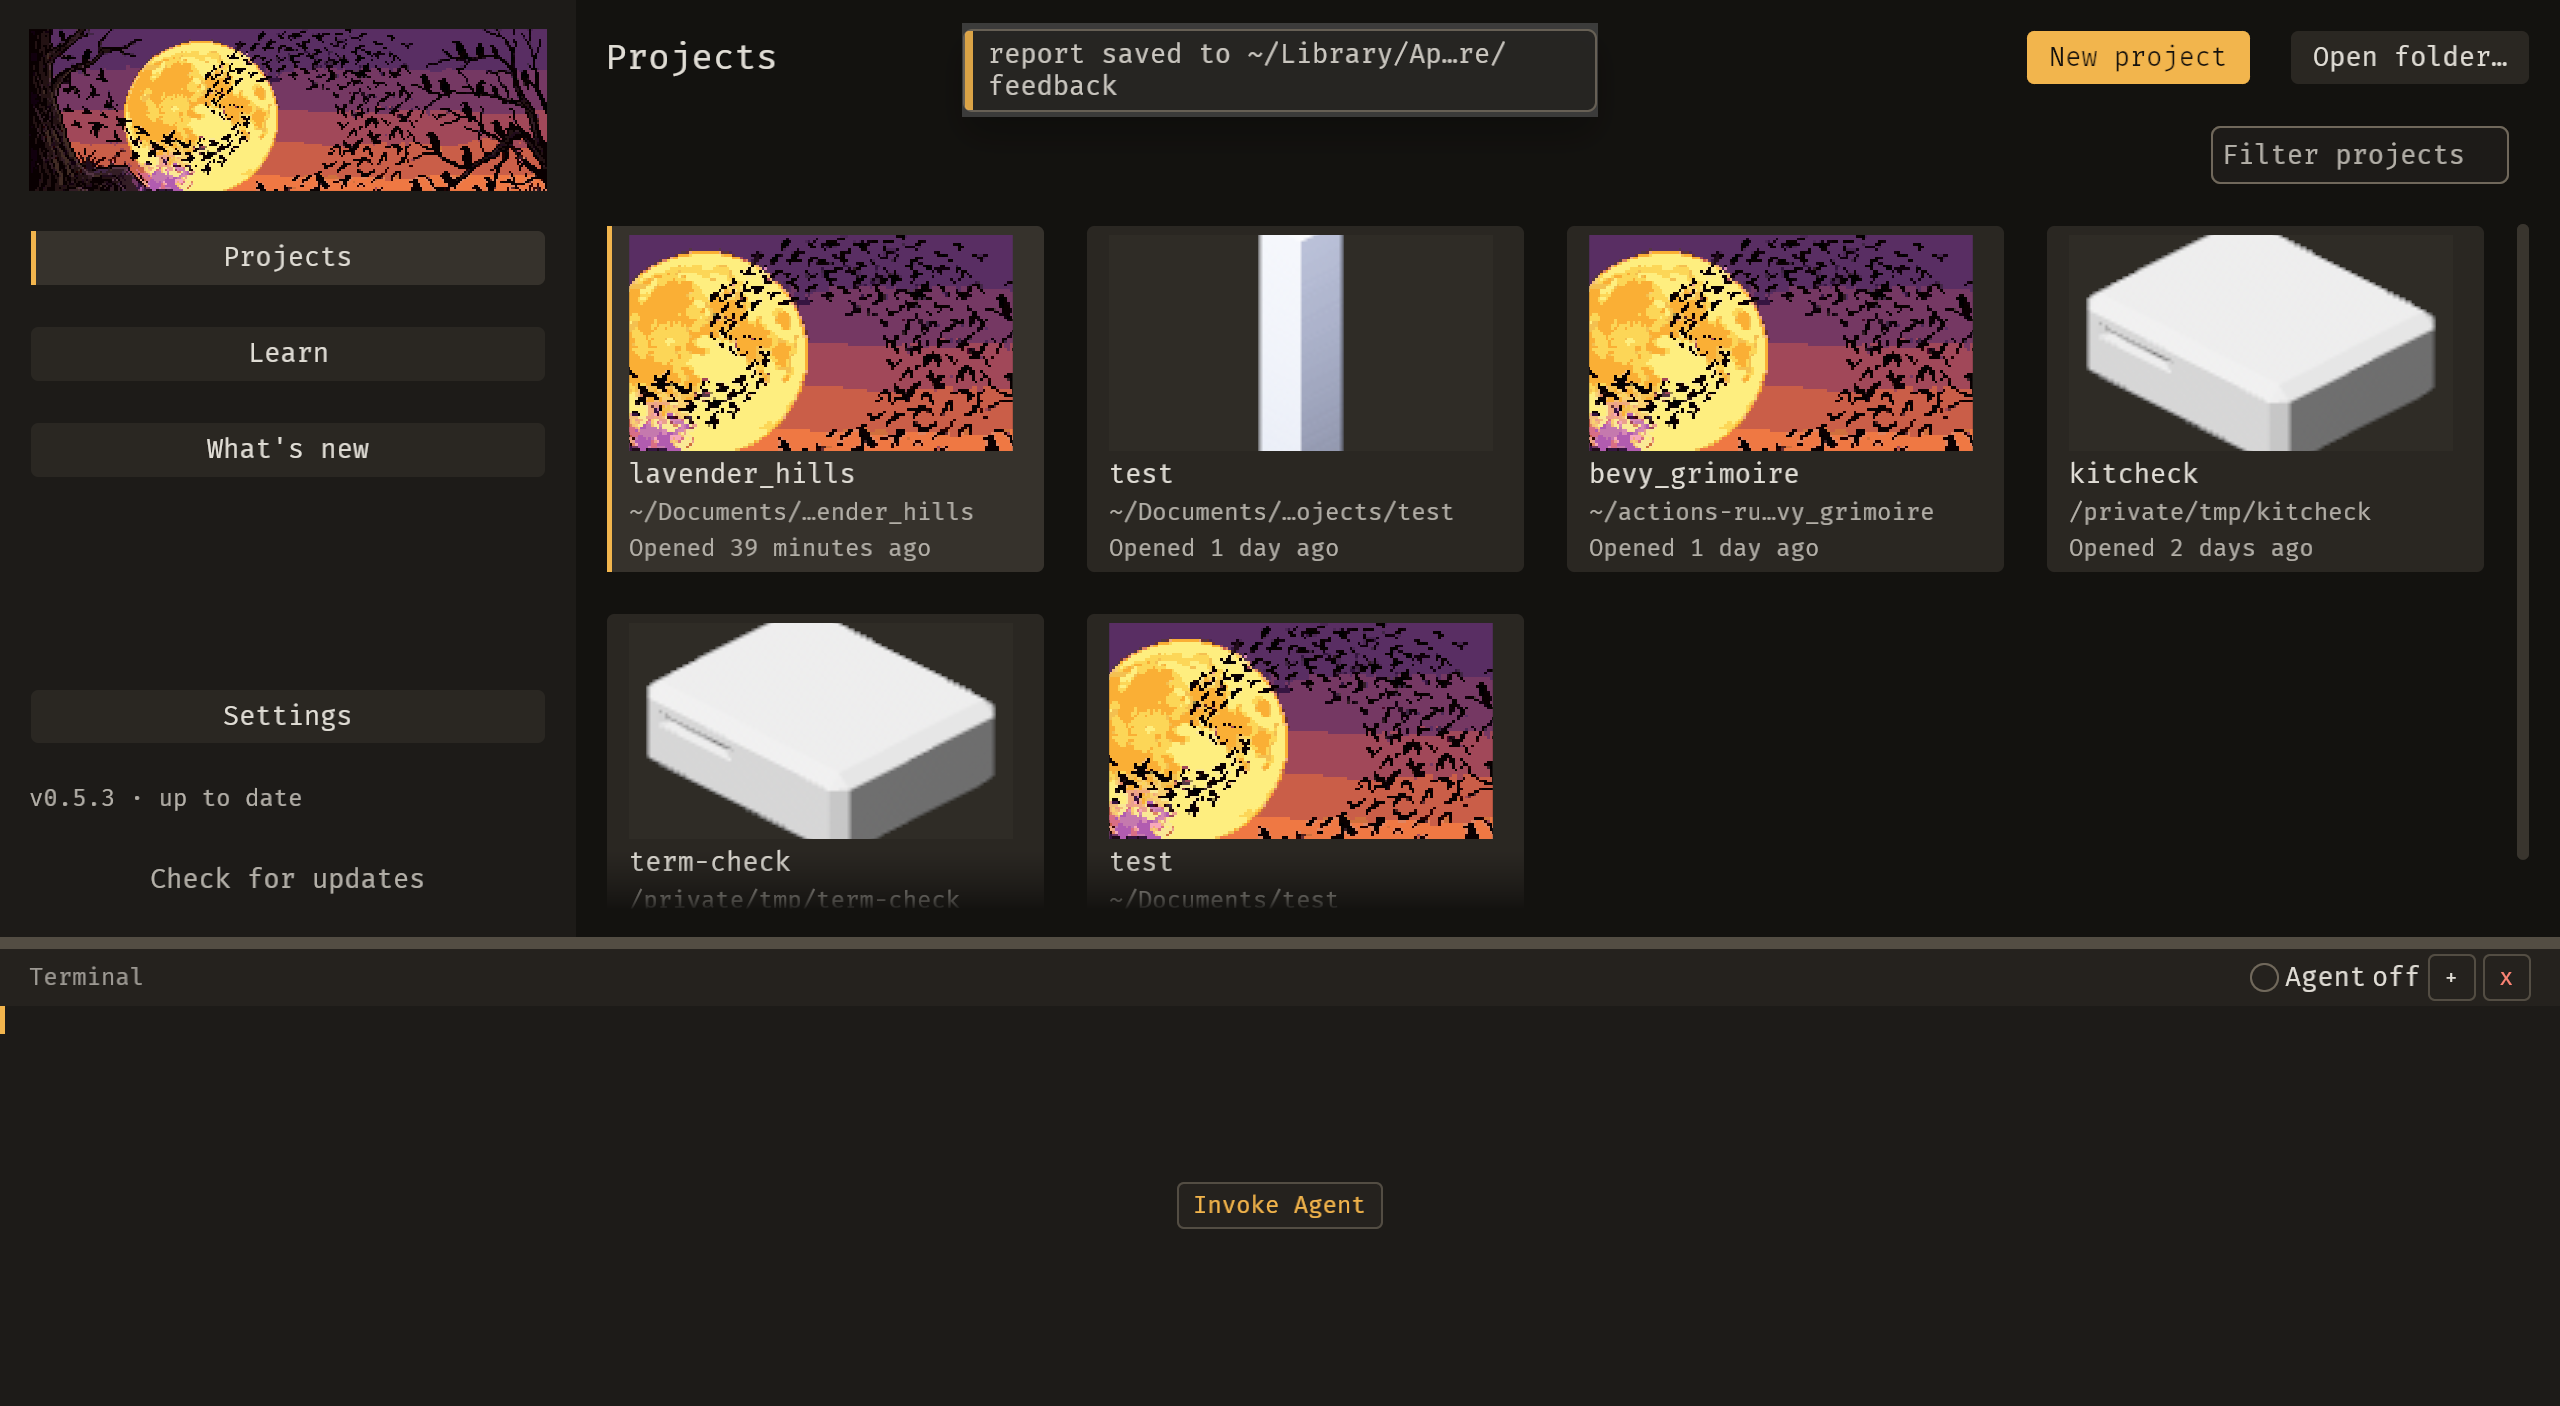 Projects
report saved to ~/Library/Ap…re/
feedback
New project
Open folder…
Filter projects
Projects
Learn
What's new
Settings
v0.5.3 · up to date
Check for updates
lavender_hills
~/Documents/…ender_hills
Opened 39 minutes ago
test
~/Documents/…ojects/test
Opened 1 day ago
bevy_grimoire
~/actions-ru…vy_grimoire
Opened 1 day ago
kitcheck
/private/tmp/kitcheck
Opened 2 days ago
term-check
/private/tmp/term-check
test
~/Documents/test
Terminal
Agent off
+
x
Invoke Agent